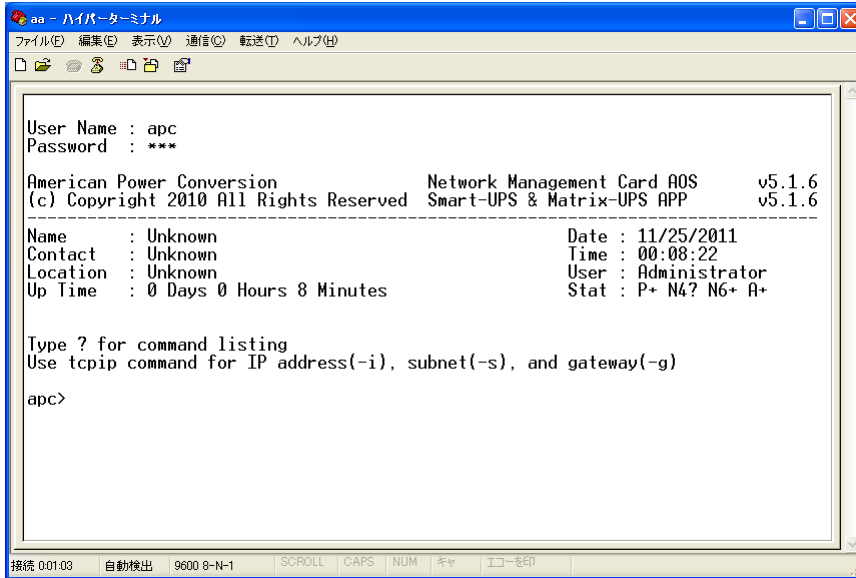 aa - ハイパーターミナル
ファイル(F) 編集(E) 表示(V) 通信(C) 転送(T) ヘルプ(H)
User Name : apc
Password : ***
American Power Conversion Network Management Card AOS v5.1.6
(c) Copyright 2010 All Rights Reserved Smart-UPS & Matrix-UPS APP v5.1.6
-------------------------------------------------------------------------------
Name : Unknown Date : 11/25/2011
Contact : Unknown Time : 00:08:22
Location : Unknown User : Administrator
Up Time : 0 Days 0 Hours 8 Minutes Stat : P+ N4? N6+ A+
Type ? for command listing
Use tcpip command for IP address(-i), subnet(-s), and gateway(-g)
apc>
接続 0:01:03 自動検出 9600 8-N-1 SCROLL CAPS NUM キャ エコーを印